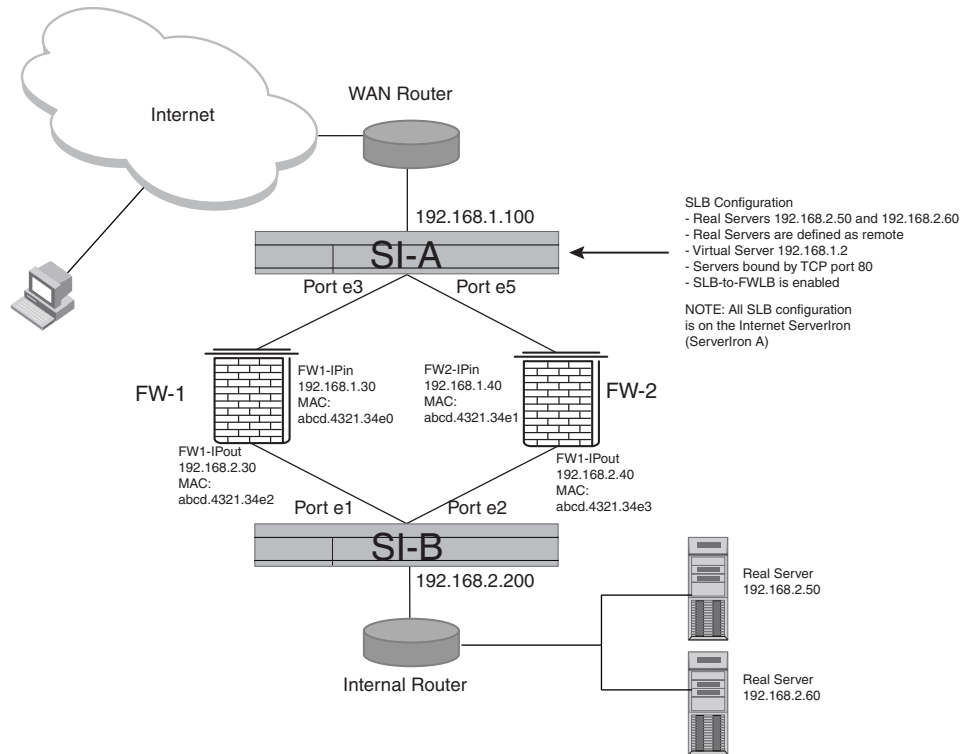 Internet
WAN Router
192.168.1.100
SI-A
Port e3
Port e5
SLB Configuration
- Real Servers 192.168.2.50 and 192.168.2.60
- Real Servers are defined as remote
- Virtual Server 192.168.1.2
- Servers bound by TCP port 80
- SLB-to-FWLB is enabled
NOTE: All SLB configuration
is on the Internet ServerIron
(ServerIron A)
FW-1
FW1-IPin
192.168.1.30
MAC:
abcd.4321.34e0
FW2-IPin
192.168.1.40
MAC:
abcd.4321.34e1
FW-2
FW1-IPout
192.168.2.30
MAC:
abcd.4321.34e2
FW1-IPout
192.168.2.40
MAC:
abcd.4321.34e3
Port e1
Port e2
SI-B
192.168.2.200
Internal Router
Real Server
192.168.2.50
Real Server
192.168.2.60